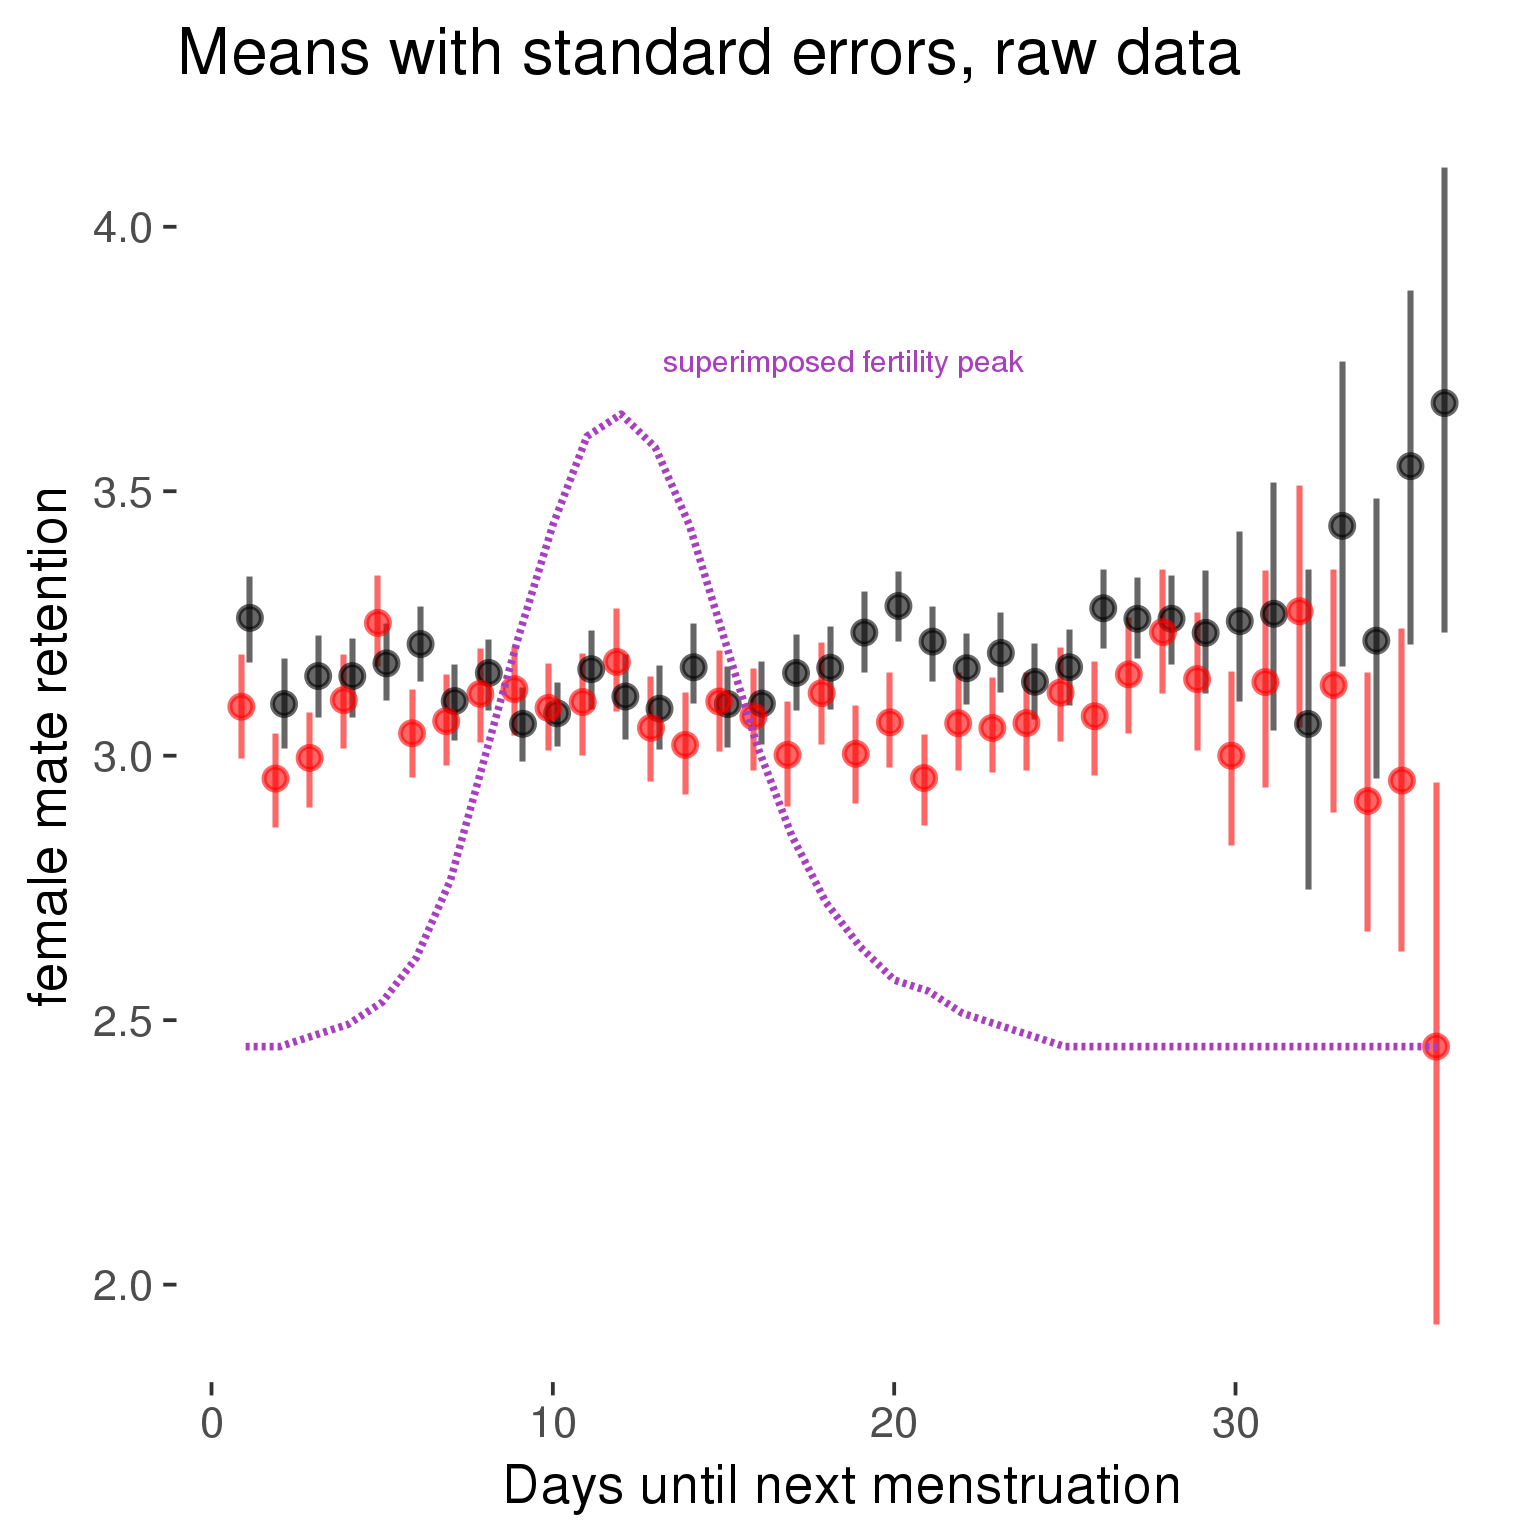 Means with standard errors, raw data
4.0
3.5
3.0
2.5
2.0
female mate retention
superimposed fertility peak
0 10 20 30
Days until next menstruation